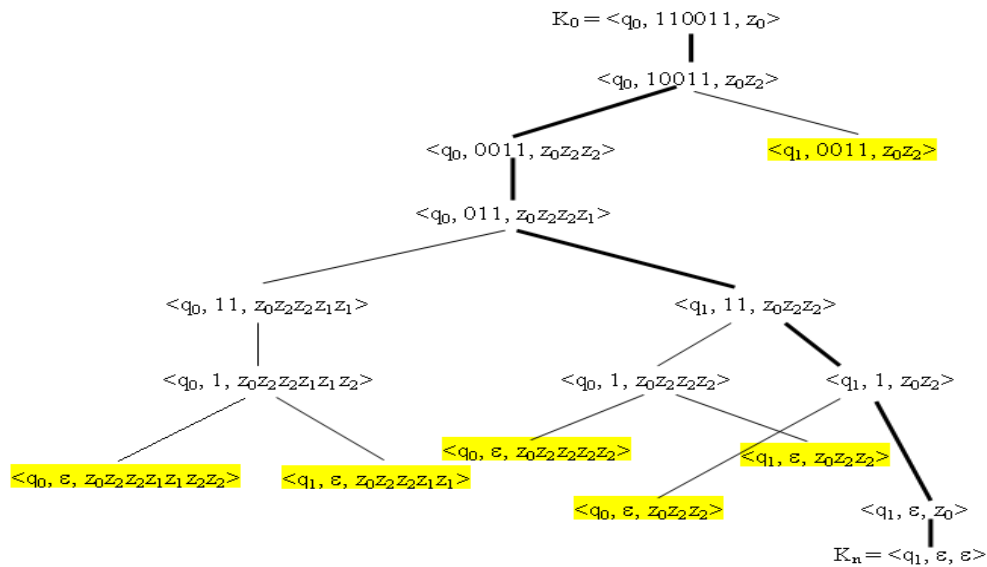 K₀ = <q₀, 110011, z₀>
<q₀, 10011, z₀z₂>
<q₀, 0011, z₀z₂z₂>
<q₁, 0011, z₀z₂>
<q₀, 011, z₀z₂z₂z₁>
<q₀, 11, z₀z₂z₂z₁z₁>
<q₁, 11, z₀z₂z₂>
<q₀, 1, z₀z₂z₂z₁z₁z₂>
<q₀, 1, z₀z₂z₂z₂>
<q₁, 1, z₀z₂>
<q₀, ε, z₀z₂z₂z₂z₂>
<q₁, ε, z₀z₂z₂>
<q₀, ε, z₀z₂z₂z₁z₁z₂z₂>
<q₁, ε, z₀z₂z₂z₁z₁>
<q₀, ε, z₀z₂z₂>
<q₁, ε, z₀>
Kₙ = <q₁, ε, ε>